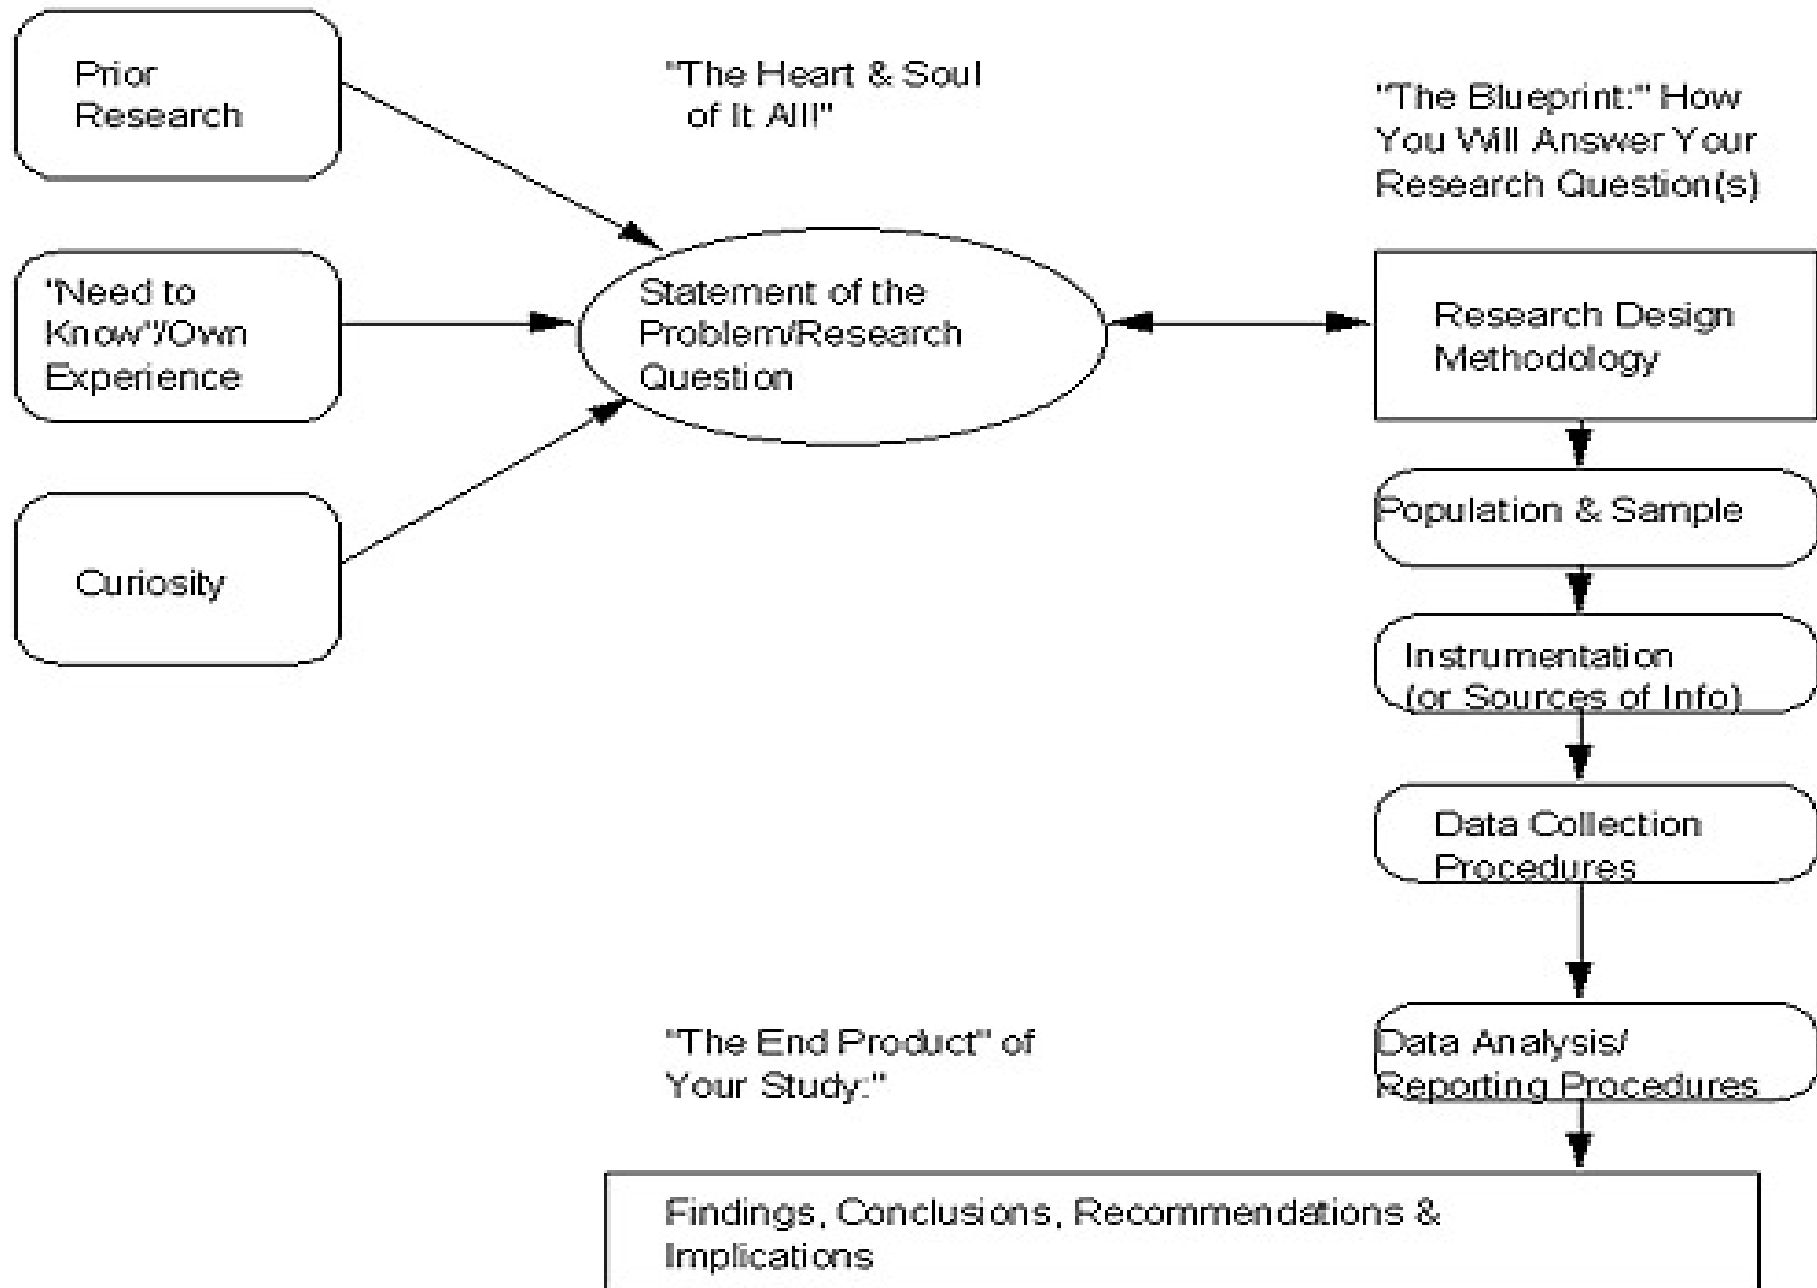 Prior
Research
"The Heart & Soul
of It All!"
"The Blueprint:" How
You Will Answer Your
Research Question(s)
"Need to
Know"/Own
Experience
Statement of the
Problem/Research
Question
Research Design
Methodology
Curiosity
Population & Sample
Instrumentation
(or Sources of Info)
Data Collection
Procedures
Data Analysis/
Reporting Procedures
"The End Product" of
Your Study:"
Findings, Conclusions, Recommendations &
Implications